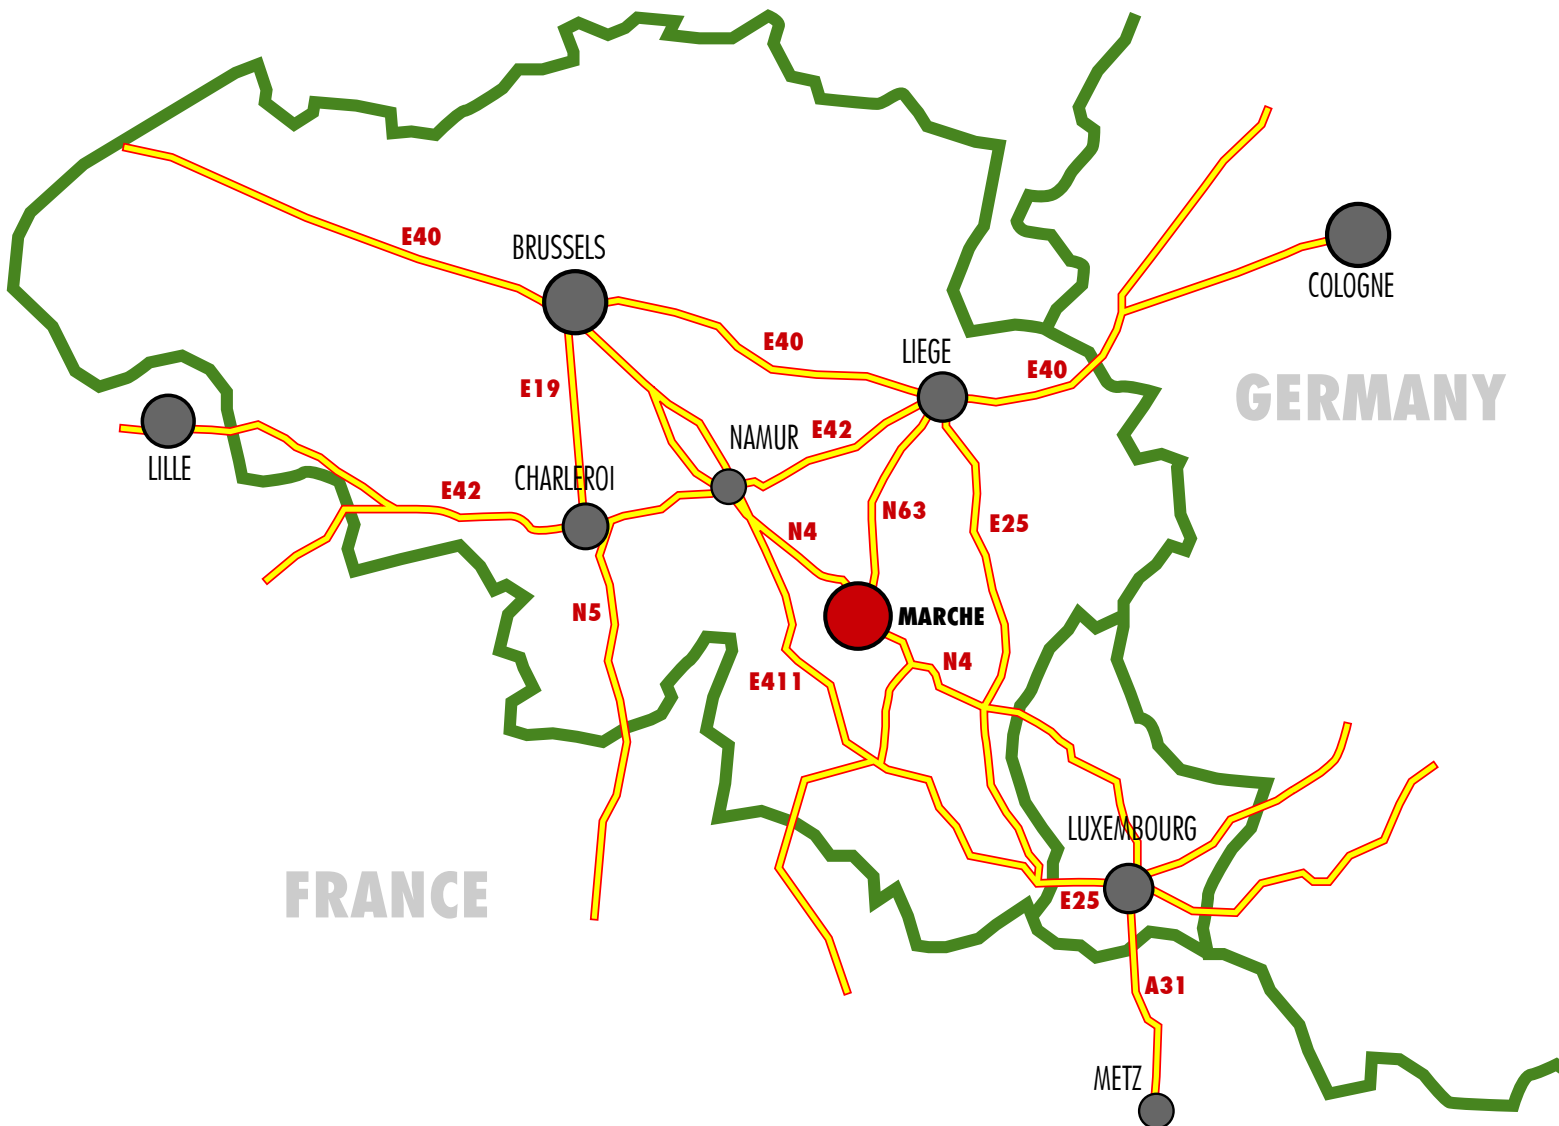 E40
BRUSSELS
COLOGNE
E40
LIEGE
E40
E19
GERMANY
NAMUR
E42
LILLE
CHARLEROI
E42
N63
E25
N4
N5
MARCHE
N4
E411
LUXEMBOURG
FRANCE
E25
A31
METZ